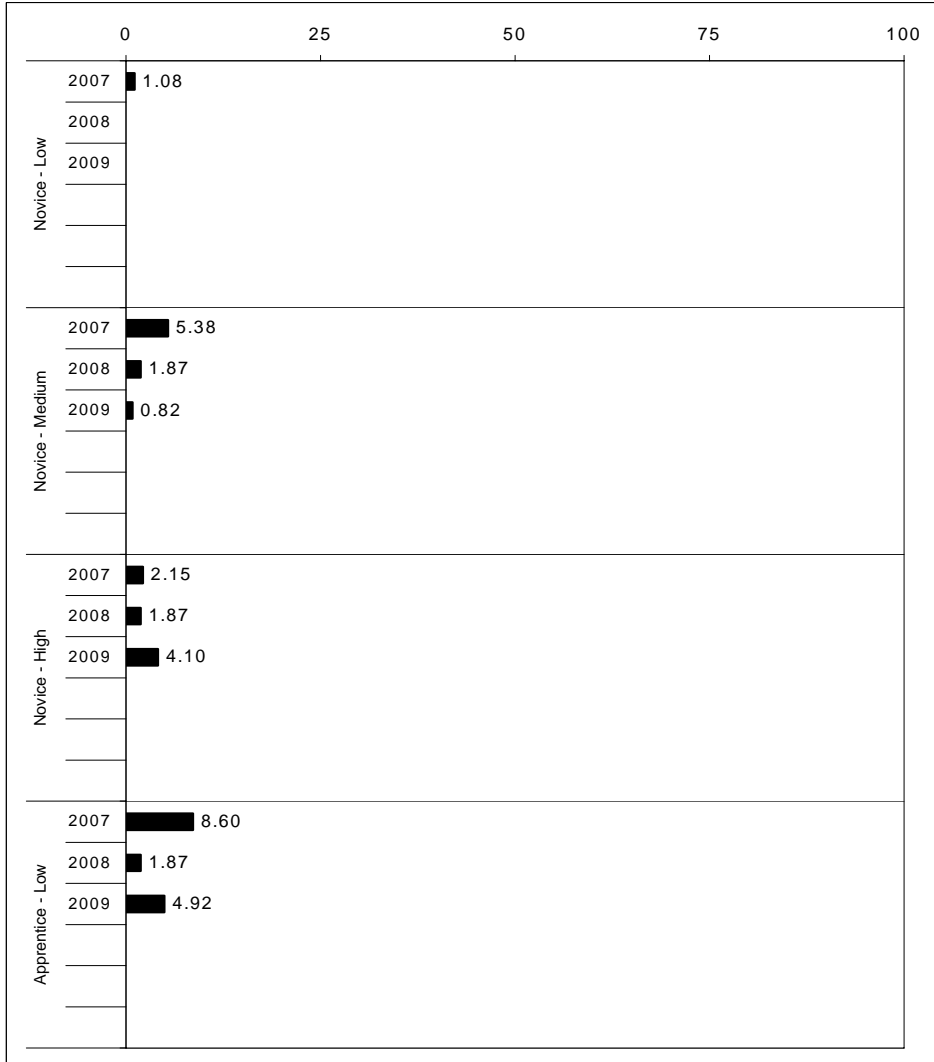 0 25 50 75 100
Novice - Low
2007 1.08
2008
2009
Novice - Medium
2007 5.38
2008 1.87
2009 0.82
Novice - High
2007 2.15
2008 1.87
2009 4.10
Apprentice - Low
2007 8.60
2008 1.87
2009 4.92